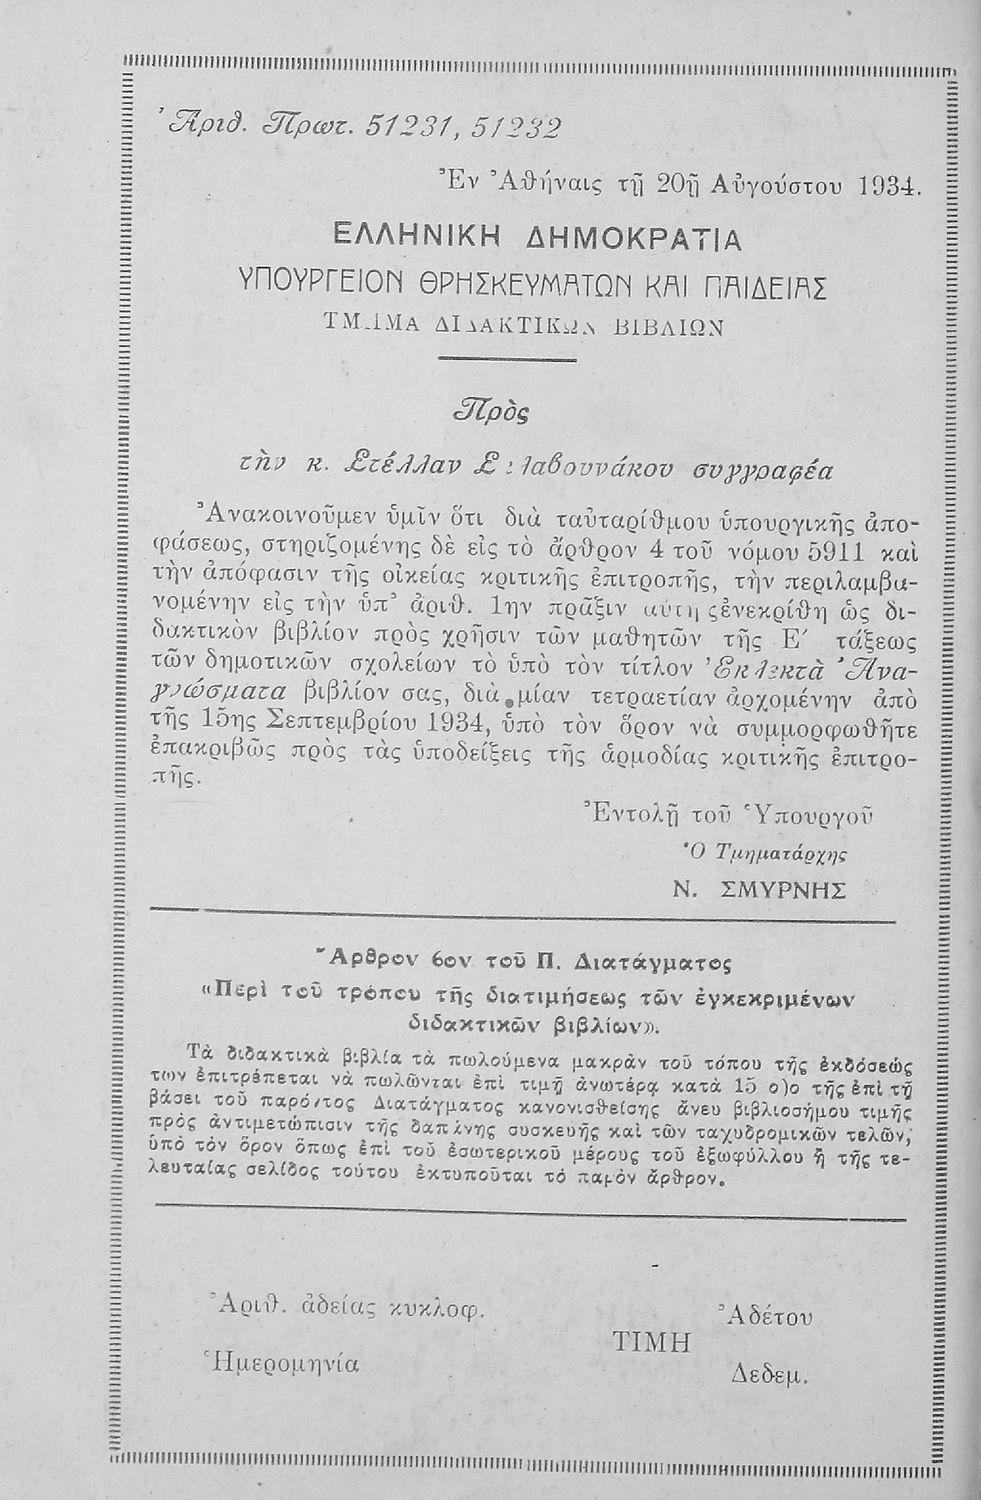 Ἀριθ. Πρωτ. 51231, 51232
Ἐν Ἀθήναις τῇ 20ῇ Αὐγούστου 1934.
ΕΛΛΗΝΙΚΗ ΔΗΜΟΚΡΑΤΙΑ
ΥΠΟΥΡΓΕΙΟΝ ΘΡΗΣΚΕΥΜΑΤΩΝ ΚΑΙ ΠΑΙΔΕΙΑΣ
ΤΜΗΜΑ ΔΙΔΑΚΤΙΚΩΝ ΒΙΒΛΙΩΝ
Πρὸς
τὴν κ. Στέλλαν συγγραφέα
Ἀνακοινοῦμεν ὑμῖν ὅτι διὰ ταὐταρίθμου ὑπουργικῆς ἀπο-
φάσεως, στηριζομένης δὲ εἰς τὸ ἄρθρον 4 τοῦ νόμου 5911 καὶ
τὴν ἀπόφασιν τῆς οἰκείας κριτικῆς ἐπιτροπῆς, τὴν περιλαμβα-
νομένην εἰς τὴν ὑπ' ἀριθ. 1ην πρᾶξιν αὐτῆς ἐνεκρίθη ὡς δι-
δακτικὸν βιβλίον πρὸς χρῆσιν τῶν μαθητῶν τῆς Ε΄ τάξεως
τῶν δημοτικῶν σχολείων τὸ ὑπὸ τὸν τίτλον Ἐκλεκτὰ Ἀνα-
γνώσματα βιβλίον σας, διὰ μίαν τετραετίαν ἀρχομένην ἀπὸ
τῆς 15ης Σεπτεμβρίου 1934, ὑπὸ τὸν ὅρον νὰ συμμορφωθῆτε
ἐπακριβῶς πρὸς τὰς ὑποδείξεις τῆς ἁρμοδίας κριτικῆς ἐπιτρο-
πῆς.
Ἐντολῇ τοῦ Ὑπουργοῦ
Ὁ Τμηματάρχης
Ν. ΣΜΥΡΝΗΣ
Ἄρθρον 6ον τοῦ Π. Διατάγματος
«Περὶ τοῦ τρόπου τῆς διατιμήσεως τῶν ἐγκεκριμένων
διδακτικῶν βιβλίων».
Τὰ διδακτικὰ βιβλία τὰ πωλούμενα μακρὰν τοῦ τόπου τῆς ἐκδόσεώς
των ἐπιτρέπεται νὰ πωλῶνται ἐπὶ τιμῇ ἀνωτέρᾳ κατὰ 15 ο)ο τῆς ἐπὶ τῇ
βάσει τοῦ παρόντος Διατάγματος κανονισθείσης ἄνευ βιβλιοσήμου τιμῆς
πρὸς ἀντιμετώπισιν τῆς δαπάνης συσκευῆς καὶ τῶν ταχυδρομικῶν τελῶν,
ὑπὸ τὸν ὅρον ὅπως ἐπὶ τοῦ ἐσωτερικοῦ μέρους τοῦ ἐξωφύλλου ἢ τῆς τε-
λευταίας σελίδος τούτου ἐκτυποῦται τὸ παρὸν ἄρθρον.
Ἀριθ. ἀδείας κυκλοφ.
Ἡμερομηνία
ΤΙΜΗ
Ἀδέτου
Δεδεμ.